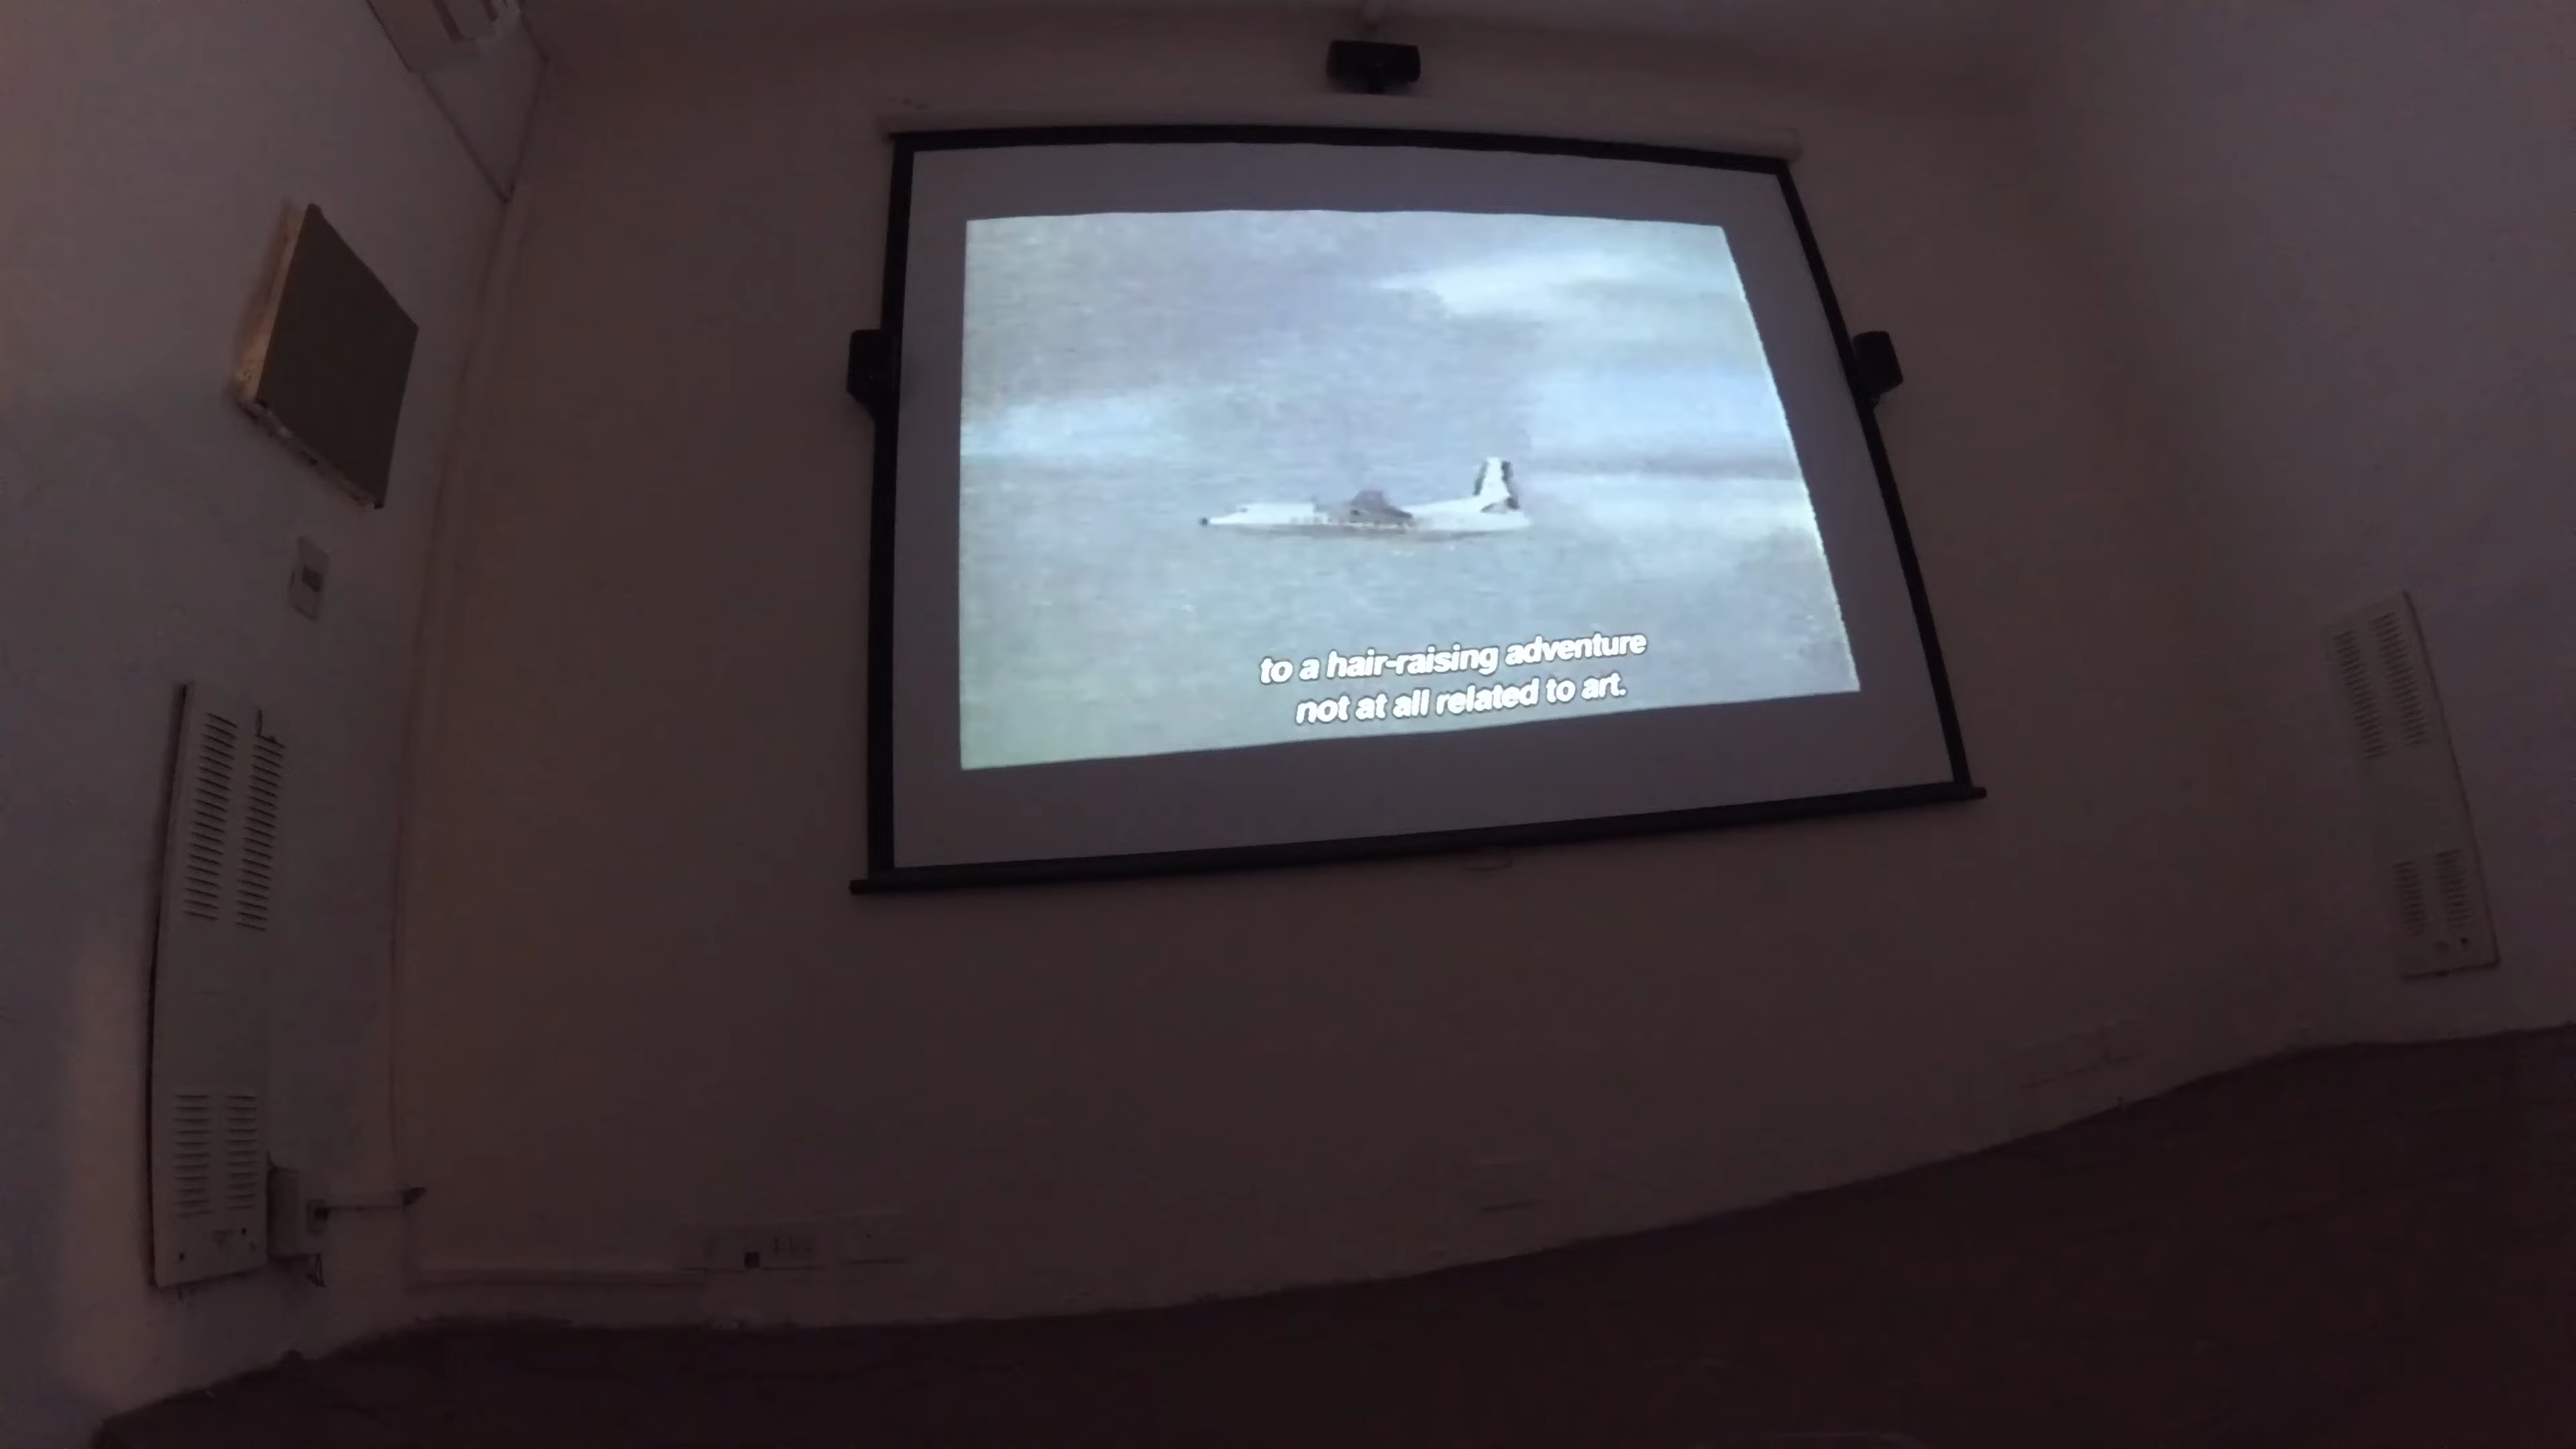 to a hair-raising adventure
not at all related to art.